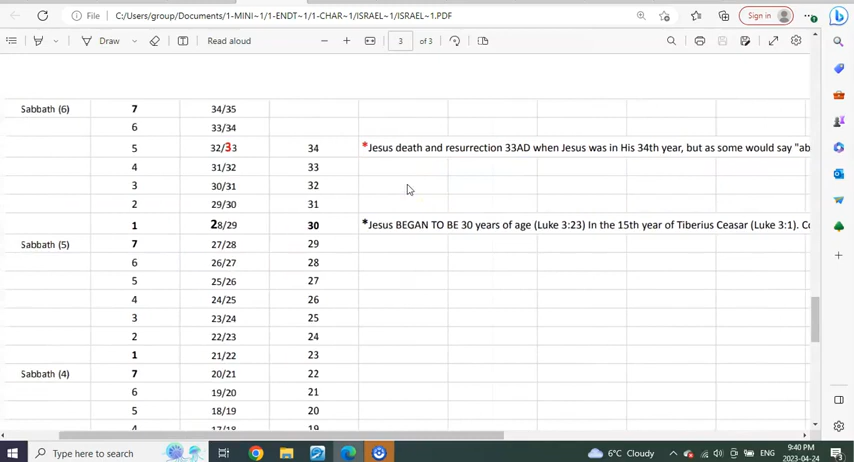 File C:/Users/group/Documents/1-MINI~1/1-ENDT~1/1-CHAR~1/ISRAEL~1/ISRAEL~1.PDF Sign in
Draw Read aloud 3 of 3
Sabbath (6) 7 34/35
6 33/34
5 32/33 34 *Jesus death and resurrection 33AD when Jesus was in His 34th year, but as some would say "ab
4 31/32 33
3 30/31 32
2 29/30 31
1 28/29 30 *Jesus BEGAN TO BE 30 years of age (Luke 3:23) In the 15th year of Tiberius Ceasar (Luke 3:1). Co
Sabbath (5) 7 27/28 29
6 26/27 28
5 25/26 27
4 24/25 26
3 23/24 25
2 22/23 24
1 21/22 23
Sabbath (4) 7 20/21 22
6 19/20 21
5 18/19 20
4 17/18 19
Type here to search 6°C Cloudy ENG 9:40 PM
2023-04-24